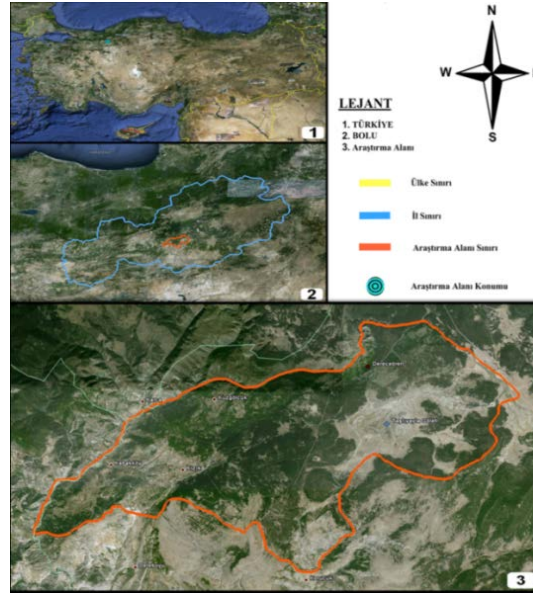 N
W
S
LEJANT
1. TÜRKİYE
2. BOLU
3. Araştırma Alanı
Ülke Sınırı
İl Sınırı
Araştırma Alanı Sınırı
Araştırma Alanı Konumu
1
2
3